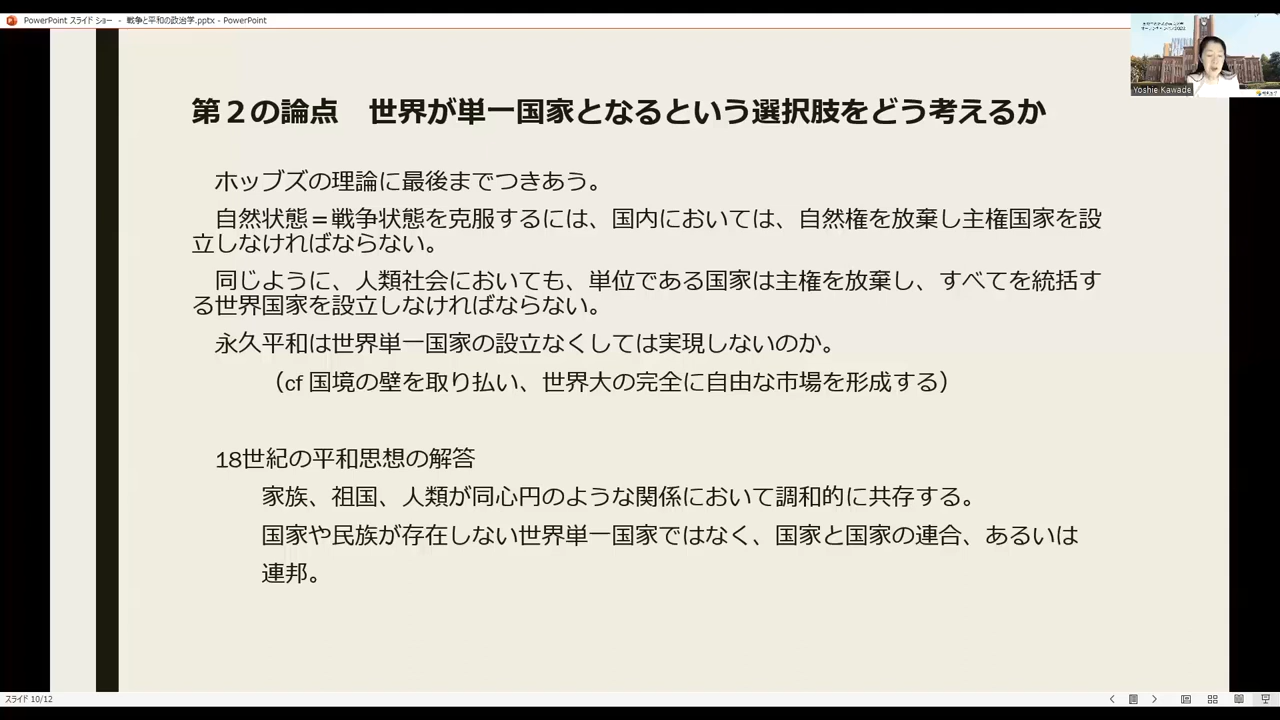 PowerPoint スライド ショー - 戦争と平和の政治学.pptx - PowerPoint
Yoshie Kawade
第２の論点　世界が単一国家となるという選択肢をどう考えるか
ホッブズの理論に最後までつきあう。
自然状態＝戦争状態を克服するには、国内においては、自然権を放棄し主権国家を設
立しなければならない。
同じように、人類社会においても、単位である国家は主権を放棄し、すべてを統括す
る世界国家を設立しなければならない。
永久平和は世界単一国家の設立なくしては実現しないのか。
（cf 国境の壁を取り払い、世界大の完全に自由な市場を形成する）
18世紀の平和思想の解答
家族、祖国、人類が同心円のような関係において調和的に共存する。
国家や民族が存在しない世界単一国家ではなく、国家と国家の連合、あるいは
連邦。
スライド 10/12